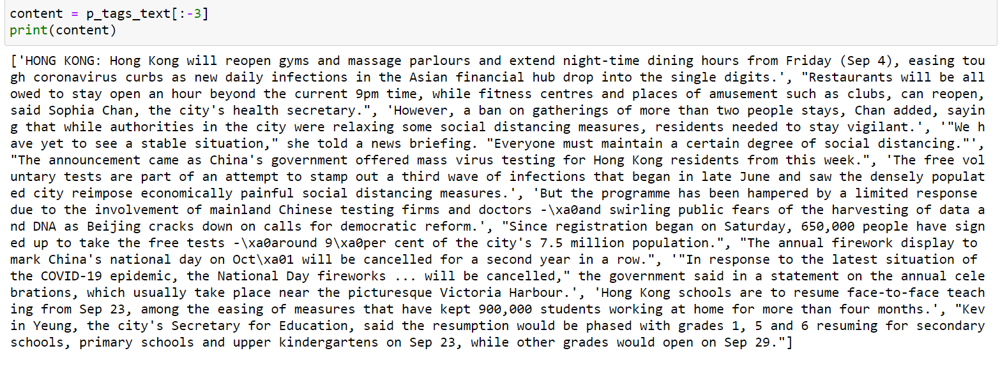 content = p_tags_text[:-3]
print(content)
['HONG KONG: Hong Kong will reopen gyms and massage parlours and extend night-time dining hours from Friday (Sep 4), easing tou
gh coronavirus curbs as new daily infections in the Asian financial hub drop into the single digits.', "Restaurants will be all
owed to stay open an hour beyond the current 9pm time, while fitness centres and places of amusement such as clubs, can reopen,
said Sophia Chan, the city's health secretary.", 'However, a ban on gatherings of more than two people stays, Chan added, sayin
g that while authorities in the city were relaxing some social distancing measures, residents needed to stay vigilant.', '"We h
ave yet to see a stable situation," she told a news briefing. "Everyone must maintain a certain degree of social distancing."',
"The announcement came as China's government offered mass virus testing for Hong Kong residents from this week.", 'The free vol
untary tests are part of an attempt to stamp out a third wave of infections that began in late June and saw the densely populat
ed city reimpose economically painful social distancing measures.', 'But the programme has been hampered by a limited response
due to the involvement of mainland Chinese testing firms and doctors -\xa0and swirling public fears of the harvesting of data a
nd DNA as Beijing cracks down on calls for democratic reform.', "Since registration began on Saturday, 650,000 people have sign
ed up to take the free tests -\xa0around 9\xa0per cent of the city's 7.5 million population.", "The annual firework display to
mark China's national day on Oct\xa01 will be cancelled for a second year in a row.", '"In response to the latest situation of
the COVID-19 epidemic, the National Day fireworks ... will be cancelled," the government said in a statement on the annual cele
brations, which usually take place near the picturesque Victoria Harbour.', 'Hong Kong schools are to resume face-to-face teach
ing from Sep 23, among the easing of measures that have kept 900,000 students working at home for more than four months.', "Kev
in Yeung, the city's Secretary for Education, said the resumption would be phased with grades 1, 5 and 6 resuming for secondary
schools, primary schools and upper kindergartens on Sep 23, while other grades would open on Sep 29."]